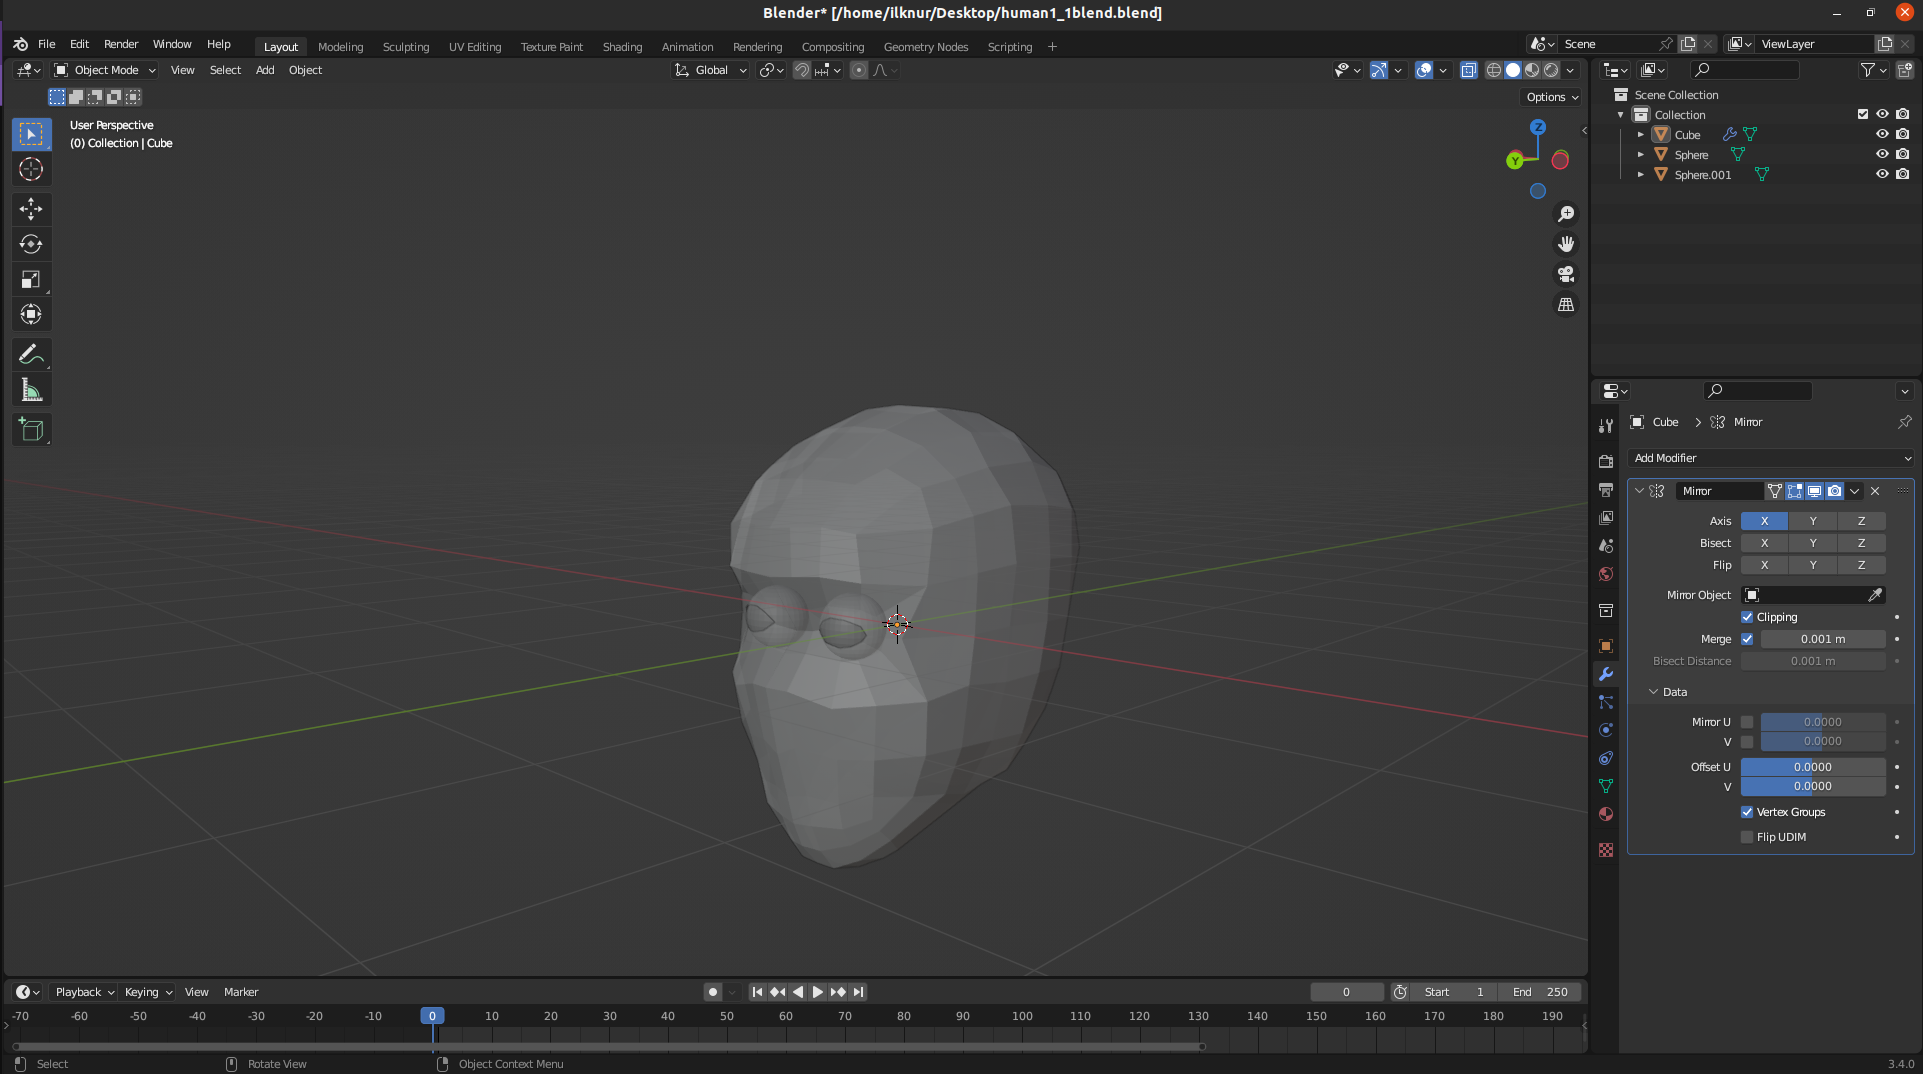 Blender* [/home/ilknur/Desktop/human1_1blend.blend]
File Edit Render Window Help Layout Modeling Sculpting UV Editing Texture Paint Shading Animation Rendering Compositing Geometry Nodes Scripting + Scene ViewLayer
Object Mode View Select Add Object Global
Options
User Perspective
(0) Collection | Cube
Z
Y
Scene Collection
Collection
Cube
Sphere
Sphere.001
Cube > Mirror
Add Modifier
Mirror
Axis X Y Z
Bisect X Y Z
Flip X Y Z
Mirror Object
Clipping
Merge 0.001 m
Bisect Distance 0.001 m
Data
Mirror U 0.0000
V 0.0000
Offset U 0.0000
V 0.0000
Vertex Groups
Flip UDIM
Playback Keying View Marker 0 Start 1 End 250
-70 -60 -50 -40 -30 -20 -10 0 10 20 30 40 50 60 70 80 90 100 110 120 130 140 150 160 170 180 190
Select Rotate View Object Context Menu 3.4.0